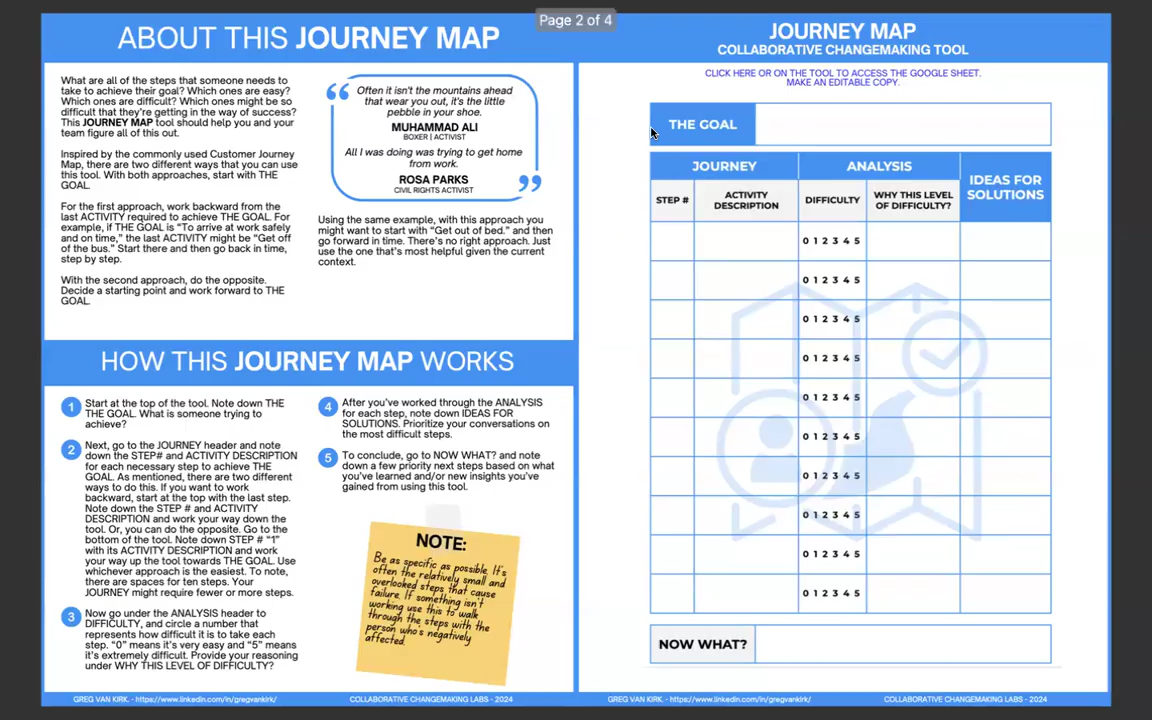 Page 2 of 4
ABOUT THIS JOURNEY MAP
What are all of the steps that someone needs to
take to achieve their goal? Which ones are easy?
Which ones are difficult? Which ones might be so
difficult that they're getting in the way of success?
This JOURNEY MAP tool should help you and your
team figure all of this out.
Inspired by the commonly used Customer Journey
Map, there are two different ways that you can use
this tool. With both approaches, start with THE
GOAL.
For the first approach, work backward from the
last ACTIVITY required to achieve THE GOAL. For
example, if THE GOAL is “To arrive at work safely
and on time,” the last ACTIVITY might be “Get off
of the bus.” Start there and then go back in time,
step by step.
With the second approach, do the opposite.
Decide a starting point and work forward to THE
GOAL.
“
Often it isn't the mountains ahead
that wear you out, it's the little
pebble in your shoe.
MUHAMMAD ALI
BOXER | ACTIVIST
All I was doing was trying to get home
from work.
ROSA PARKS
CIVIL RIGHTS ACTIVIST
”
Using the same example, with this approach you
might want to start with “Get out of bed.” and then
go forward in time. There's no right approach. Just
use the one that's most helpful given the current
context.
HOW THIS JOURNEY MAP WORKS
1
Start at the top of the tool. Note down THE
THE GOAL. What is someone trying to
achieve?
2
Next, go to the JOURNEY header and note
down the STEP# and ACTIVITY DESCRIPTION
for each necessary step to achieve THE
GOAL. As mentioned, there are two different
ways to do this. If you want to work
backward, start at the top with the last step.
Note down the STEP # and ACTIVITY
DESCRIPTION and work your way down the
tool. Or, you can do the opposite. Go to the
bottom of the tool. Note down STEP # “1”
with its ACTIVITY DESCRIPTION and work
your way up the tool towards THE GOAL. Use
whichever approach is the easiest. To note,
there are spaces for ten steps. Your
JOURNEY might require fewer or more steps.
3
Now go under the ANALYSIS header to
DIFFICULTY, and circle a number that
represents how difficult it is to take each
step. “0” means it's very easy and “5” means
it's extremely difficult. Provide your reasoning
under WHY THIS LEVEL OF DIFFICULTY?
4
After you've worked through the ANALYSIS
for each step, note down IDEAS FOR
SOLUTIONS. Prioritize your conversations on
the most difficult steps.
5
To conclude, go to NOW WHAT? and note
down a few priority next steps based on what
you've learned and/or new insights you've
gained from using this tool.
NOTE:
Be as specific as possible. It's
often the relatively small and
overlooked steps that cause
failure. If something isn't
working use this to walk
through the steps with the
person who's negatively
affected.
GREG VAN KIRK. - https://www.linkedin.com/in/gregvankirk/
COLLABORATIVE CHANGEMAKING LABS - 2024
JOURNEY MAP
COLLABORATIVE CHANGEMAKING TOOL
CLICK HERE OR ON THE TOOL TO ACCESS THE GOOGLE SHEET.
MAKE AN EDITABLE COPY.
THE GOAL
JOURNEY
ANALYSIS
IDEAS FOR
SOLUTIONS
STEP #
ACTIVITY
DESCRIPTION
DIFFICULTY
WHY THIS LEVEL
OF DIFFICULTY?
0 1 2 3 4 5
0 1 2 3 4 5
0 1 2 3 4 5
0 1 2 3 4 5
0 1 2 3 4 5
0 1 2 3 4 5
0 1 2 3 4 5
0 1 2 3 4 5
0 1 2 3 4 5
0 1 2 3 4 5
NOW WHAT?
GREG VAN KIRK. - https://www.linkedin.com/in/gregvankirk/
COLLABORATIVE CHANGEMAKING LABS - 2024